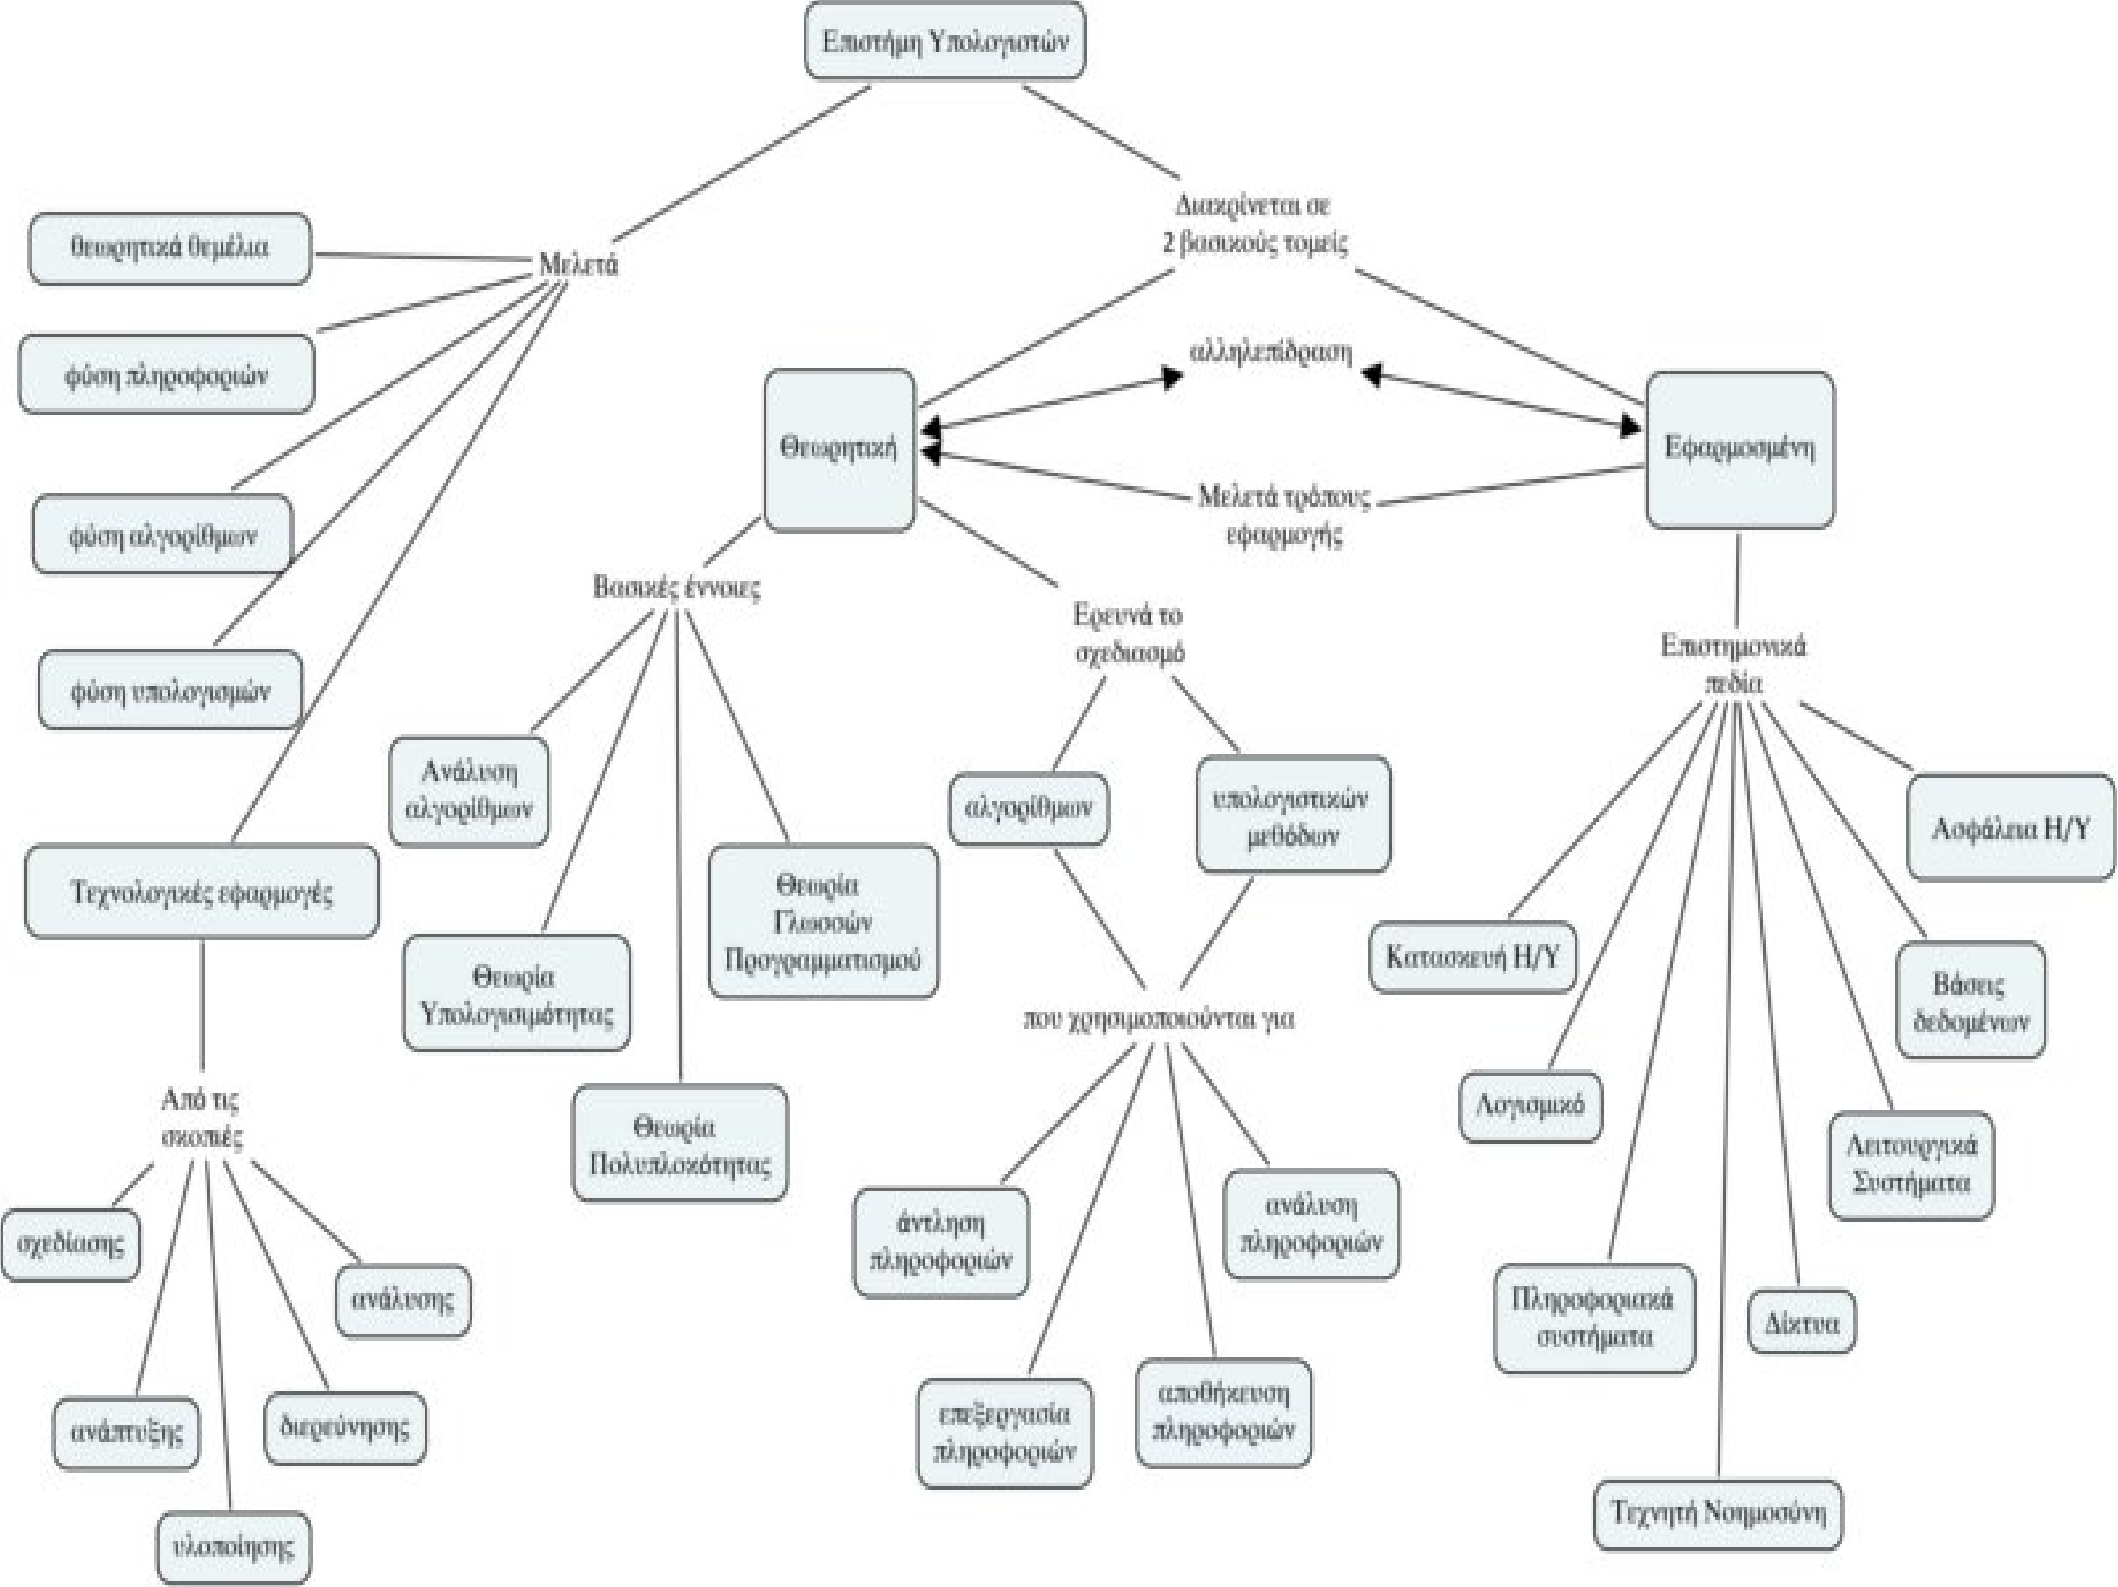 Επιστήμη Υπολογιστών
Διακρίνεται σε
2 βασικούς τομείς
Μελετά
θεωρητικά θεμέλια
φύση πληροφοριών
φύση αλγορίθμων
φύση υπολογισμών
Τεχνολογικές εφαρμογές
Από τις
σκοπιές
σχεδίασης
ανάπτυξης
υλοποίησης
διερεύνησης
ανάλυσης
αλληλεπίδραση
Θεωρητική
Εφαρμοσμένη
Μελετά τρόπους
εφαρμογής
Βασικές έννοιες
Ανάλυση
αλγορίθμων
Θεωρία
Υπολογισιμότητας
Θεωρία
Πολυπλοκότητας
Θεωρία
Γλωσσών
Προγραμματισμού
Ερευνά το
σχεδιασμό
αλγορίθμων
υπολογιστικών
μεθόδων
που χρησιμοποιούνται για
άντληση
πληροφοριών
επεξεργασία
πληροφοριών
αποθήκευση
πληροφοριών
ανάλυση
πληροφοριών
Επιστημονικά
πεδία
Κατασκευή Η/Υ
Λογισμικό
Πληροφοριακά
συστήματα
Τεχνητή Νοημοσύνη
Δίκτυα
Λειτουργικά
Συστήματα
Βάσεις
δεδομένων
Ασφάλεια Η/Υ